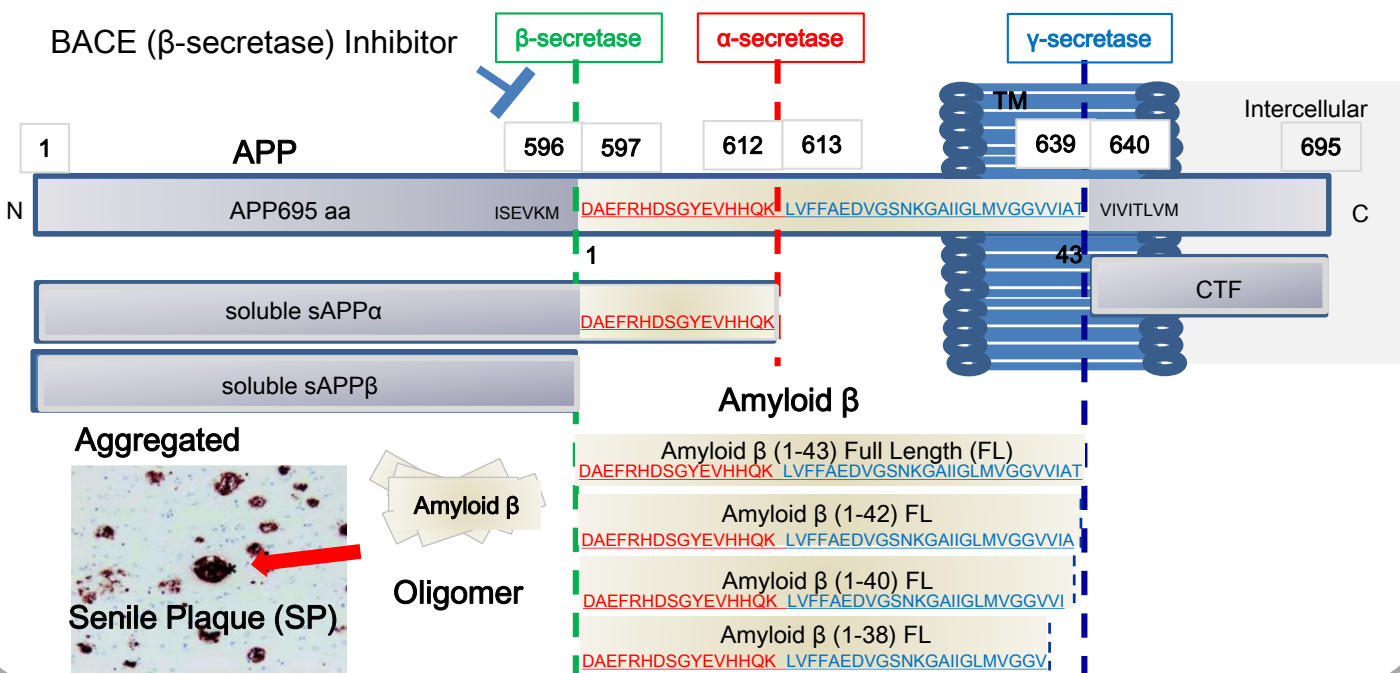 BACE (β-secretase) Inhibitor
β-secretase
α-secretase
γ-secretase
TM
Intercellular
1
APP
596
597
612
613
639
640
695
N
APP695 aa
ISEVKM
DAEFRHDSGYEVHHQK LVFFAEDVGSNKGAIIGLMVGGVVIAT
VIVITLVM
C
1
43
soluble sAPPα
DAEFRHDSGYEVHHQK
CTF
soluble sAPPβ
Amyloid β
Aggregated
Amyloid β (1-43) Full Length (FL)
DAEFRHDSGYEVHHQK LVFFAEDVGSNKGAIIGLMVGGVVIAT
Amyloid β
Amyloid β (1-42) FL
DAEFRHDSGYEVHHQK LVFFAEDVGSNKGAIIGLMVGGVVIA
Oligomer
Amyloid β (1-40) FL
DAEFRHDSGYEVHHQK LVFFAEDVGSNKGAIIGLMVGGVVI
Senile Plaque (SP)
Amyloid β (1-38) FL
DAEFRHDSGYEVHHQK LVFFAEDVGSNKGAIIGLMVGGV